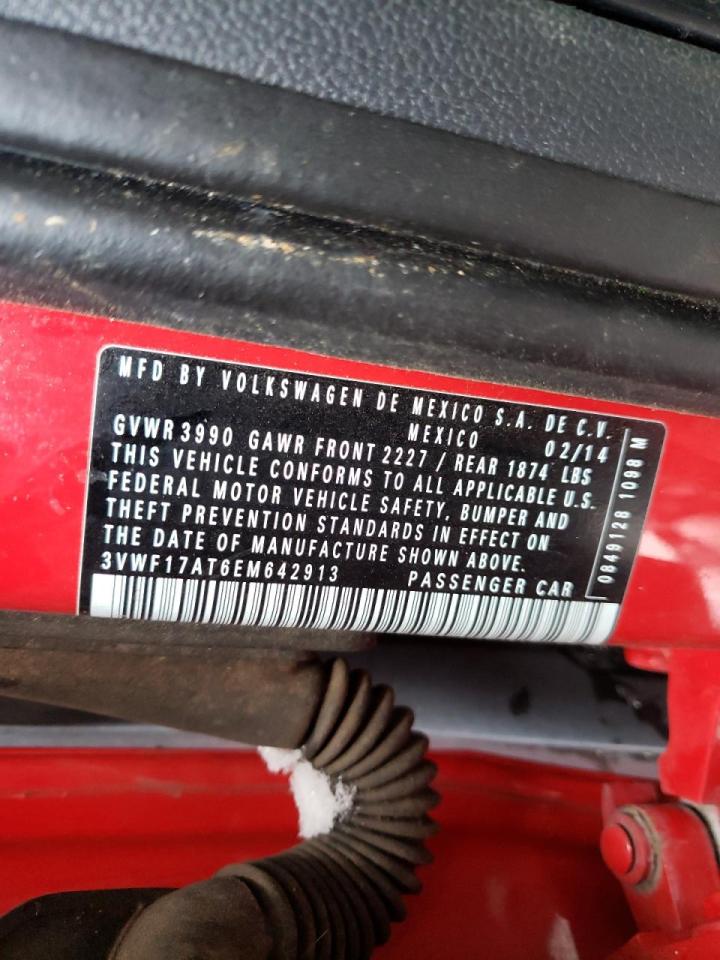 MFD BY VOLKSWAGEN DE MEXICO S.A. DE C.V.
MEXICO 02/14
GVWR 3990 GAWR FRONT 2227 / REAR 1874 LBS
THIS VEHICLE CONFORMS TO ALL APPLICABLE U.S.
FEDERAL MOTOR VEHICLE SAFETY, BUMPER AND
THEFT PREVENTION STANDARDS IN EFFECT ON
THE DATE OF MANUFACTURE SHOWN ABOVE.
3VWF17AT6EM642913 PASSENGER CAR
0849128 1098 M